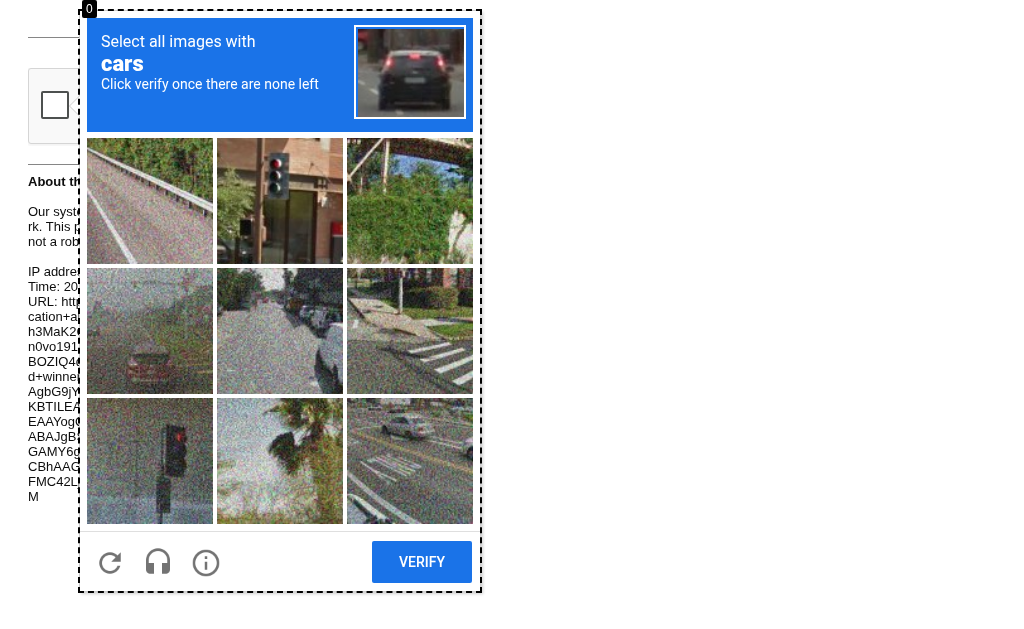 0
Select all images with
cars
Click verify once there are none left
About th
Our syste
rk. This p
not a rob
IP addre
Time: 20
URL: http
cation+a
h3MaK2
n0vo191
BOZIQ4
d+winne
AgbG9jY
KBTILEA
EAAYog
ABAJgB
GAMY6g
CBhAAG
FMC42L
M
VERIFY